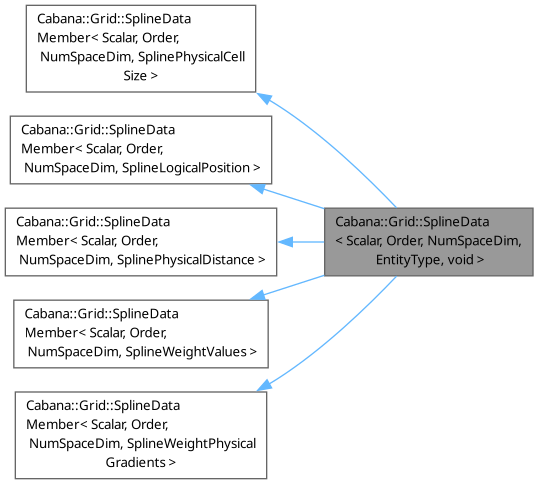 Cabana::Grid::SplineData
Member< Scalar, Order,
NumSpaceDim, SplinePhysicalCell
Size >
Cabana::Grid::SplineData
Member< Scalar, Order,
NumSpaceDim, SplineLogicalPosition >
Cabana::Grid::SplineData
Member< Scalar, Order,
NumSpaceDim, SplinePhysicalDistance >
Cabana::Grid::SplineData
< Scalar, Order, NumSpaceDim,
EntityType, void >
Cabana::Grid::SplineData
Member< Scalar, Order,
NumSpaceDim, SplineWeightValues >
Cabana::Grid::SplineData
Member< Scalar, Order,
NumSpaceDim, SplineWeightPhysical
Gradients >